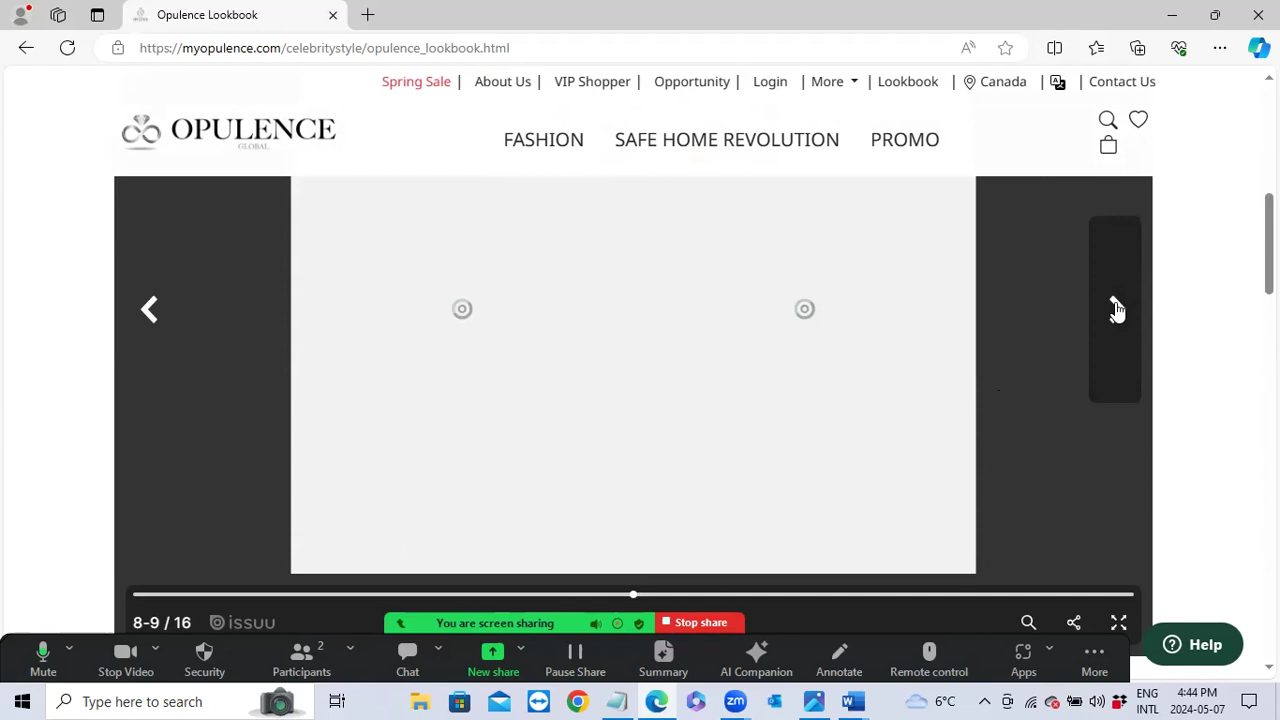 Opulence Lookbook
https://myopulence.com/celebritystyle/opulence_lookbook.html
Spring Sale | About Us | VIP Shopper | Opportunity | Login | More | Lookbook | Canada | | Contact Us
OPULENCE
GLOBAL
FASHION SAFE HOME REVOLUTION PROMO
8-9 / 16 issuu
You are screen sharing Stop share
Help
2
Mute Stop Video Security Participants Chat New share Pause Share Summary AI Companion Annotate Remote control Apps More
Type here to search
6°C
ENG
INTL
4:44 PM
2024-05-07